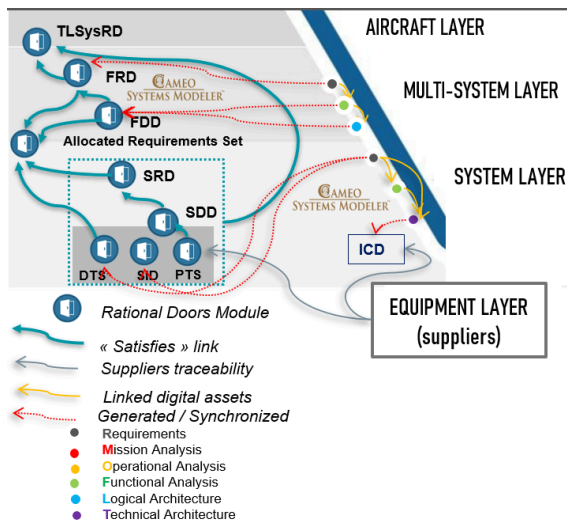 TLSysRD
AIRCRAFT LAYER
FRD
CAMEO
SYSTEMS MODELER
MULTI-SYSTEM LAYER
FDD
Allocated Requirements Set
SRD
SYSTEM LAYER
CAMEO
SYSTEMS MODELER
SDD
ICD
DTS
SID
PTS
EQUIPMENT LAYER
(suppliers)
Rational Doors Module
« Satisfies » link
Suppliers traceability
Linked digital assets
Generated / Synchronized
Requirements
Mission Analysis
Operational Analysis
Functional Analysis
Logical Architecture
Technical Architecture